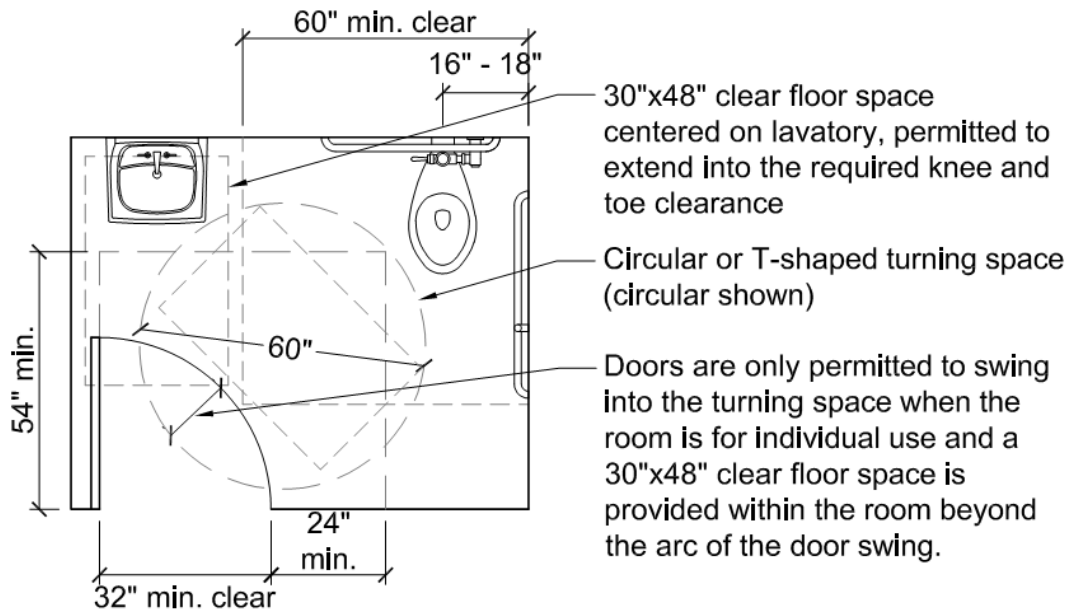 60" min. clear
16" - 18"
30"x48" clear floor space
centered on lavatory, permitted to
extend into the required knee and
toe clearance
Circular or T-shaped turning space
(circular shown)
60"
54" min.
Doors are only permitted to swing
into the turning space when the
room is for individual use and a
30"x48" clear floor space is
provided within the room beyond
the arc of the door swing.
24"
min.
32" min. clear